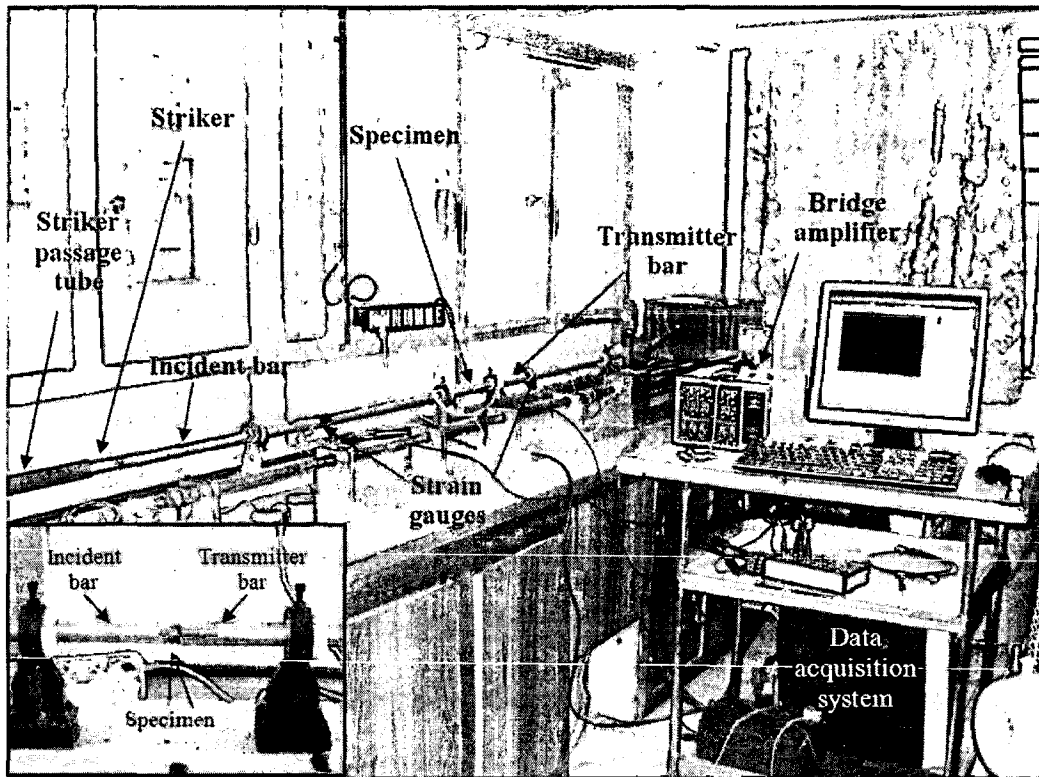 Striker
Specimen
Striker
passage
tube
Transmitter
bar
Bridge
amplifier
Incident bar
Strain
gauges
Incident
bar
Transmitter
bar
Specimen
Data
acquisition
system